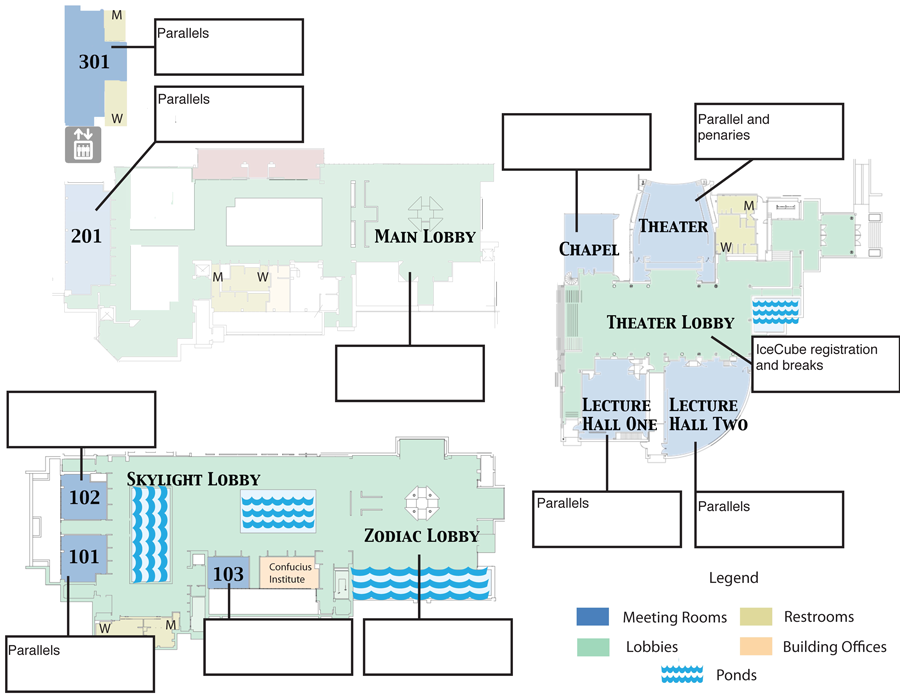 M
Parallels
301
W
Parallels
201
MAIN LOBBY
M
W
Parallel and
penaries
THEATER
M
W
CHAPEL
THEATER LOBBY
IceCube registration
and breaks
LECTURE
HALL ONE
LECTURE
HALL TWO
Parallels
Parallels
SKYLIGHT LOBBY
102
101
ZODIAC LOBBY
103
Confucius
Institute
W
M
Parallels
Legend
Meeting Rooms
Restrooms
Lobbies
Building Offices
Ponds